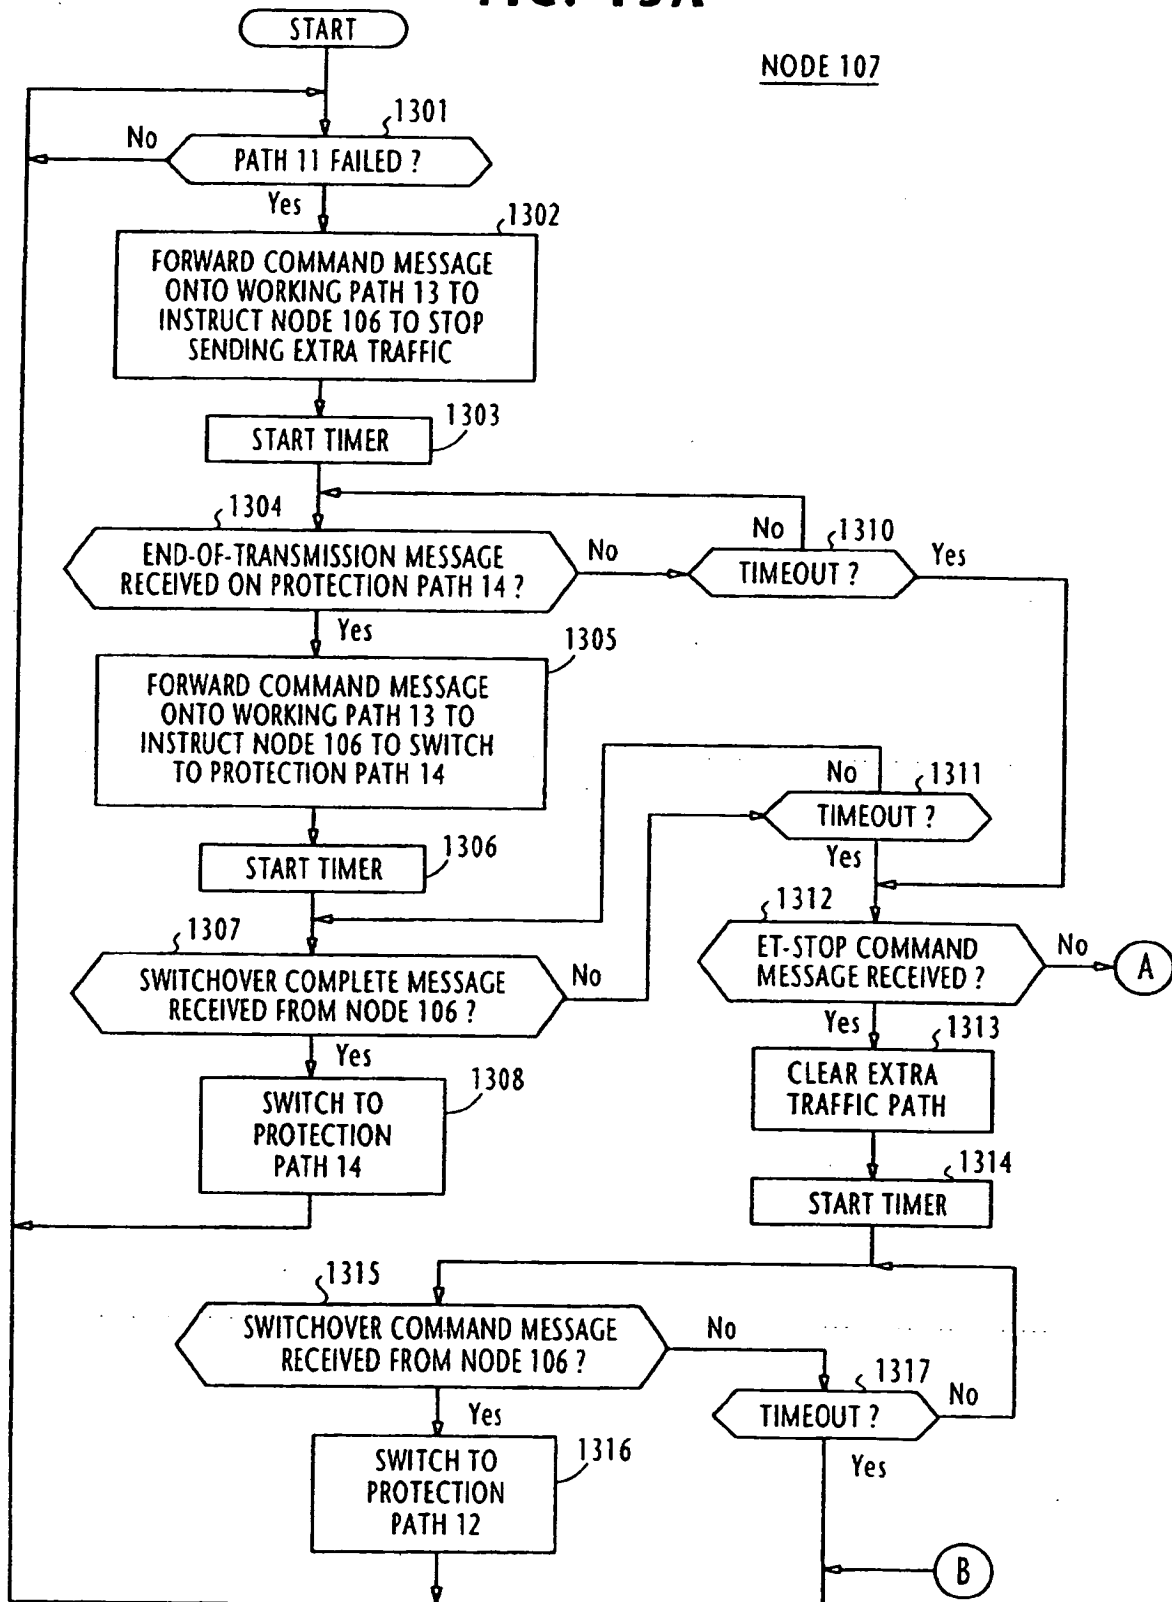 FIG. 13A
START
NODE 107
1301
No
PATH 11 FAILED ?
Yes
1302
FORWARD COMMAND MESSAGE
ONTO WORKING PATH 13 TO
INSTRUCT NODE 106 TO STOP
SENDING EXTRA TRAFFIC
1303
START TIMER
1304
END-OF-TRANSMISSION MESSAGE
RECEIVED ON PROTECTION PATH 14 ?
No
No
1310
TIMEOUT ?
Yes
Yes
1305
FORWARD COMMAND MESSAGE
ONTO WORKING PATH 13 TO
INSTRUCT NODE 106 TO SWITCH
TO PROTECTION PATH 14
No
1311
TIMEOUT ?
Yes
1306
START TIMER
1307
SWITCHOVER COMPLETE MESSAGE
RECEIVED FROM NODE 106 ?
No
1312
ET-STOP COMMAND
MESSAGE RECEIVED ?
No
A
Yes
1308
SWITCH TO
PROTECTION
PATH 14
Yes
1313
CLEAR EXTRA
TRAFFIC PATH
1314
START TIMER
1315
SWITCHOVER COMMAND MESSAGE
RECEIVED FROM NODE 106 ?
No
1317
TIMEOUT ?
No
Yes
Yes
1316
SWITCH TO
PROTECTION
PATH 12
B